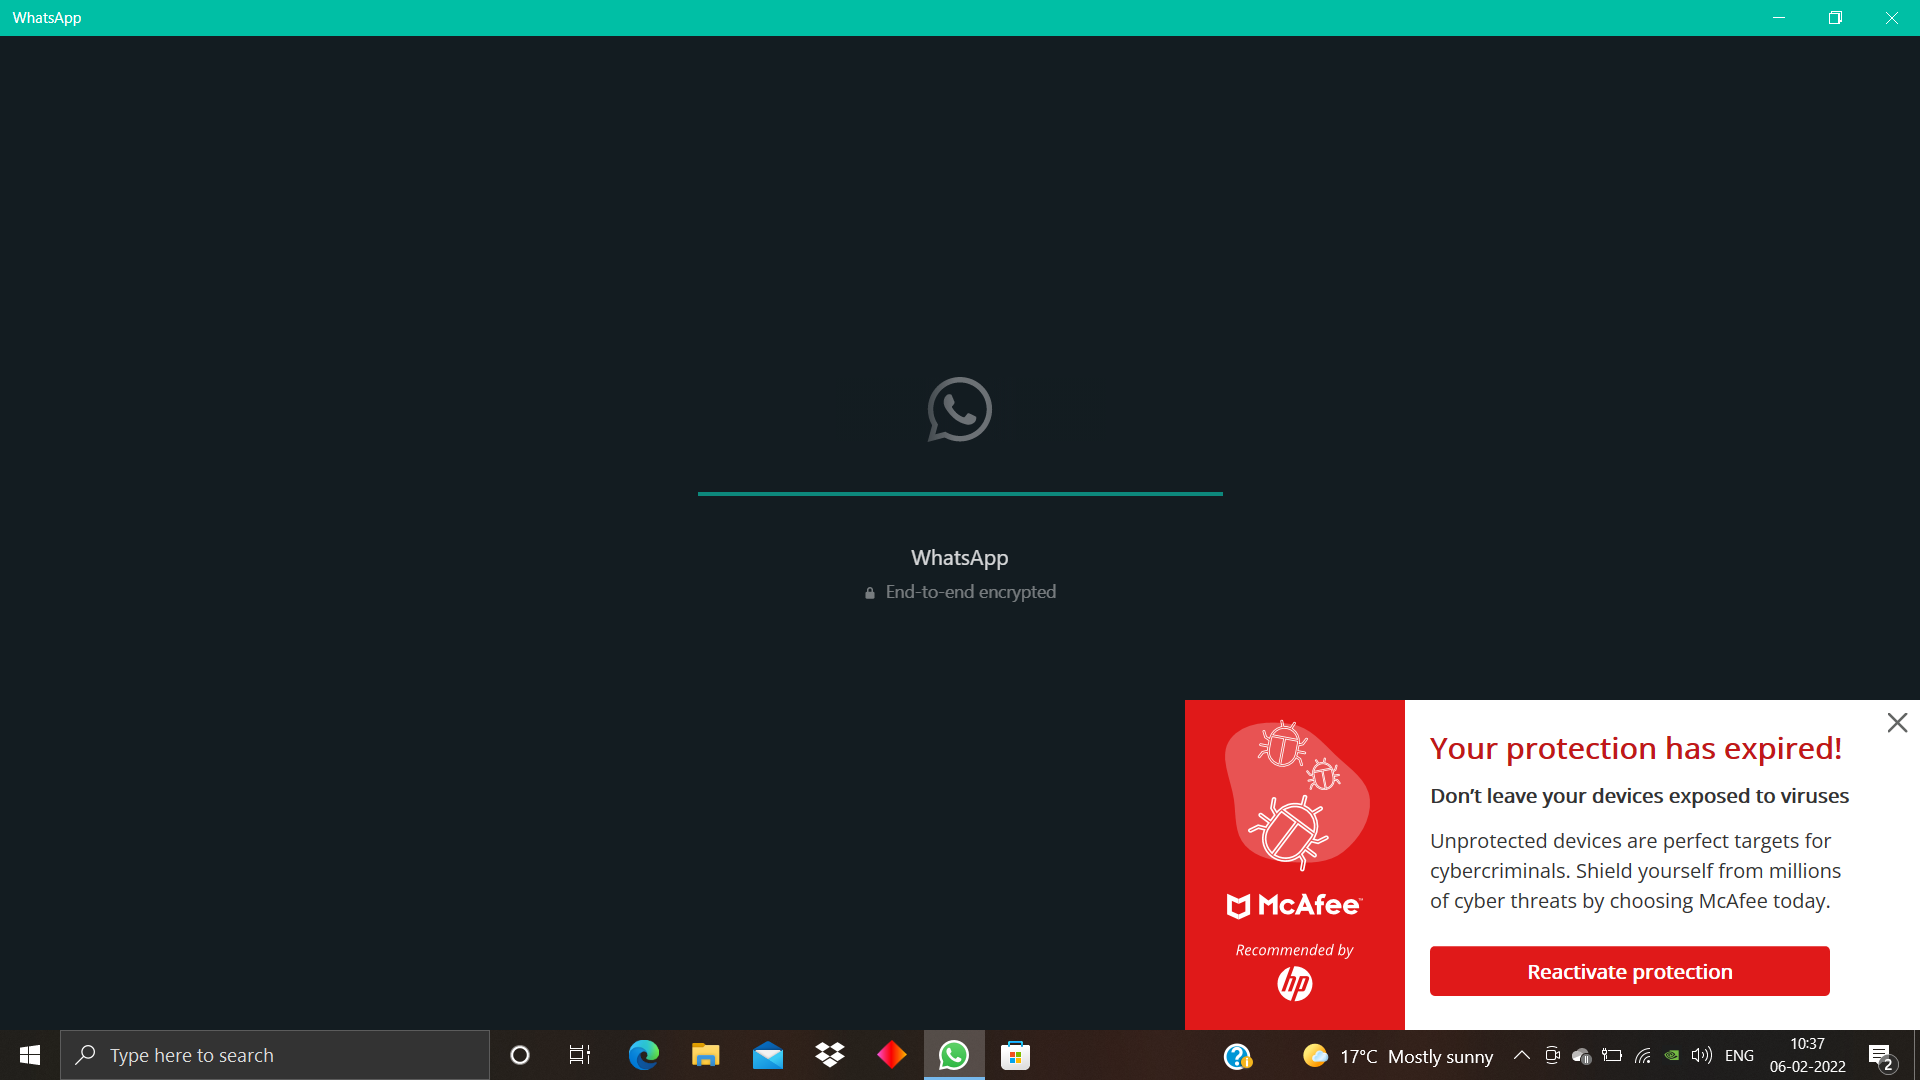 WhatsApp
WhatsApp
End-to-end encrypted
Your protection has expired!
Don’t leave your devices exposed to viruses
Unprotected devices are perfect targets for
cybercriminals. Shield yourself from millions
of cyber threats by choosing McAfee today.
Reactivate protection
McAfee™
Recommended by
hp
Type here to search
17°C Mostly sunny
ENG
10:37
06-02-2022
2